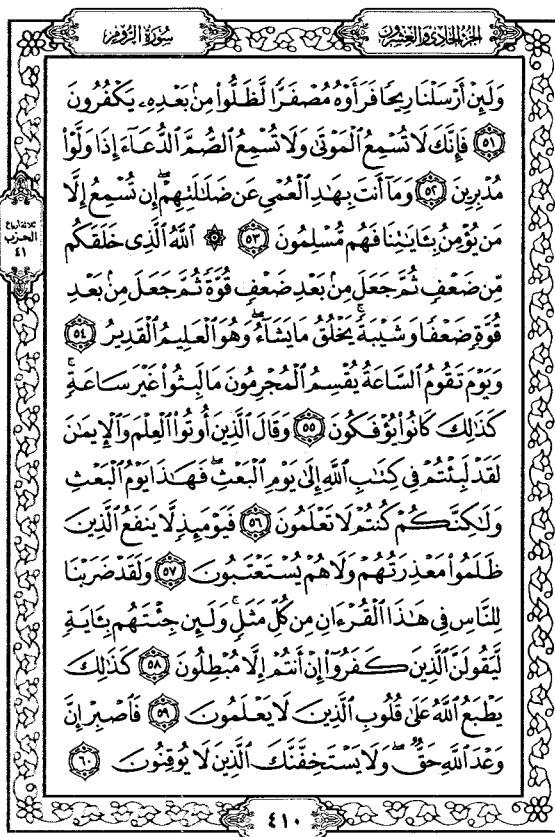 الجزء الحادي والعشرون
سورة الروم
وَلَئِنْ أَرْسَلْنَا رِيحًا فَرَأَوْهُ مُصْفَرًّا لَّظَلُّوا۟ مِنۢ بَعْدِهِۦ يَكْفُرُونَ
﴿٥١﴾ فَإِنَّكَ لَا تُسْمِعُ ٱلْمَوْتَىٰ وَلَا تُسْمِعُ ٱلصُّمَّ ٱلدُّعَآءَ إِذَا وَلَّوْا۟
مُدْبِرِينَ ﴿٥٢﴾ وَمَآ أَنتَ بِهَـٰدِ ٱلْعُمْىِ عَن ضَلَـٰلَتِهِمْ ۖ إِن تُسْمِعُ إِلَّا
مَن يُؤْمِنُ بِـَٔايَـٰتِنَا فَهُم مُّسْلِمُونَ ﴿٥٣﴾ ۞ ٱللَّهُ ٱلَّذِى خَلَقَكُم
مِّن ضَعْفٍ ثُمَّ جَعَلَ مِنۢ بَعْدِ ضَعْفٍ قُوَّةً ثُمَّ جَعَلَ مِنۢ بَعْدِ
قُوَّةٍ ضَعْفًا وَشَيْبَةً ۚ يَخْلُقُ مَا يَشَآءُ ۖ وَهُوَ ٱلْعَلِيمُ ٱلْقَدِيرُ ﴿٥٤﴾
وَيَوْمَ تَقُومُ ٱلسَّاعَةُ يُقْسِمُ ٱلْمُجْرِمُونَ مَا لَبِثُوا۟ غَيْرَ سَاعَةٍ ۚ
كَذَٰلِكَ كَانُوا۟ يُؤْفَكُونَ ﴿٥٥﴾ وَقَالَ ٱلَّذِينَ أُوتُوا۟ ٱلْعِلْمَ وَٱلْإِيمَـٰنَ
لَقَدْ لَبِثْتُمْ فِى كِتَـٰبِ ٱللَّهِ إِلَىٰ يَوْمِ ٱلْبَعْثِ ۖ فَهَـٰذَا يَوْمُ ٱلْبَعْثِ
وَلَـٰكِنَّكُمْ كُنتُمْ لَا تَعْلَمُونَ ﴿٥٦﴾ فَيَوْمَئِذٍ لَّا يَنفَعُ ٱلَّذِينَ
ظَلَمُوا۟ مَعْذِرَتُهُمْ وَلَا هُمْ يُسْتَعْتَبُونَ ﴿٥٧﴾ وَلَقَدْ ضَرَبْنَا
لِلنَّاسِ فِى هَـٰذَا ٱلْقُرْءَانِ مِن كُلِّ مَثَلٍ ۚ وَلَئِن جِئْتَهُم بِـَٔايَةٍ
لَّيَقُولَنَّ ٱلَّذِينَ كَفَرُوٓا۟ إِنْ أَنتُمْ إِلَّا مُبْطِلُونَ ﴿٥٨﴾ كَذَٰلِكَ
يَطْبَعُ ٱللَّهُ عَلَىٰ قُلُوبِ ٱلَّذِينَ لَا يَعْلَمُونَ ﴿٥٩﴾ فَٱصْبِرْ إِنَّ
وَعْدَ ٱللَّهِ حَقٌّ ۖ وَلَا يَسْتَخِفَّنَّكَ ٱلَّذِينَ لَا يُوقِنُونَ ﴿٦٠﴾
ثلاثة أرباع
الحزب
٤١
٤١٠